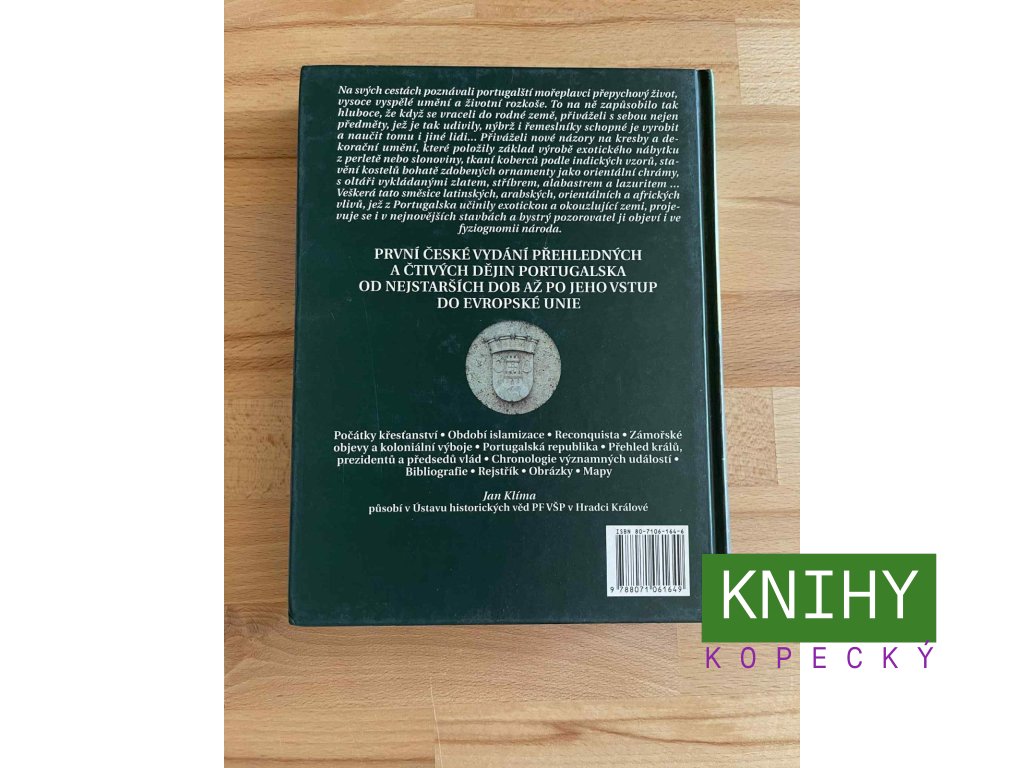 Na svých cestách poznávali portugalští mořeplavci přepychový život,
vysoce vyspělé umění a životní rozkoše. To na ně zapůsobilo tak
hluboce, že když se vraceli do rodné země, přiváželi s sebou nejen
předměty, jež je tak udivily, nýbrž i řemeslníky schopné je vyrobit
a naučit tomu i jiné lidi... Přiváželi nové názory na kresby a de-
korační umění, které položily základ výrobě exotického nábytku
z perletě nebo slonoviny, tkaní koberců podle indických vzorů, sta-
vění kostelů bohatě zdobených ornamenty jako orientální chrámy,
s oltáři vykládanými zlatem, stříbrem, alabastrem a lazuritem ...
Veškerá tato směsice latinských, arabských, orientálních a afrických
vlivů, jež z Portugalska učinily exotickou a okouzlující zemi, proje-
vuje se i v nejnovějších stavbách a bystrý pozorovatel ji objeví i ve
fyziognomii národa.
PRVNÍ ČESKÉ VYDÁNÍ PŘEHLEDNÝCH
A ČTIVÝCH DĚJIN PORTUGALSKA
OD NEJSTARŠÍCH DOB AŽ PO JEHO VSTUP
DO EVROPSKÉ UNIE
Počátky křesťanství • Období islamizace • Reconquista • Zámořské
objevy a koloniální výboje • Portugalská republika • Přehled králů,
prezidentů a předsedů vlád • Chronologie významných událostí •
Bibliografie • Rejstřík • Obrázky • Mapy
Jan Klíma
působí v Ústavu historických věd PF VŠP v Hradci Králové
ISBN 80-7106-164-6
9 788071 061649
KNIHY
KOPECKÝ